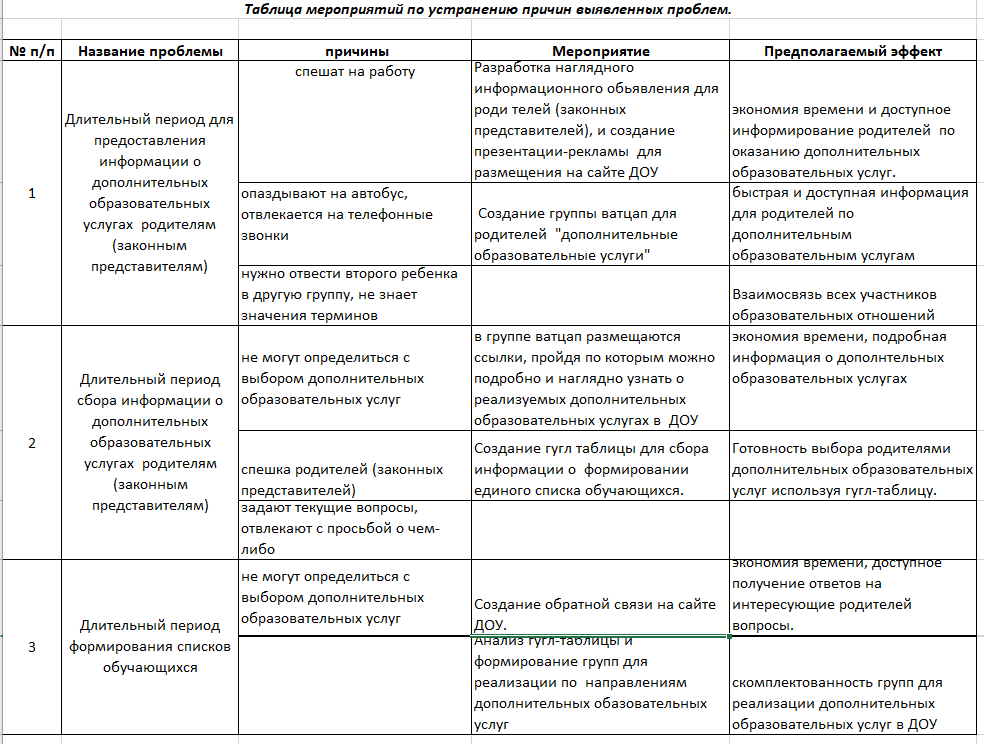 Таблица мероприятий по устранению причин выявленных проблем.
№ п/п
Название проблемы
причины
Мероприятие
Предполагаемый эффект
1
Длительный период для
предоставления
информации о
дополнительных
образовательных
услугах родителям
(законным
представителям)
спешат на работу
Разработка наглядного
информационного обьявления для
роди телей (законных
представителей), и создание
презентации-рекламы для
размещения на сайте ДОУ
экономия времени и доступное
информирование родителей по
оказанию дополнительных
образовательных услуг.
опаздывают на автобус,
отвлекается на телефонные
звонки
Создание группы ватцап для
родителей "дополнительные
образовательные услуги"
быстрая и доступная информация
для родителей по
дополнительным
образовательным услугам
нужно отвести второго ребенка
в другую группу, не знает
значения терминов
Взаимосвязь всех участников
образовательных отношений
2
Длительный период
сбора информации о
дополнительных
образовательных
услугах родителям
(законным
представителям)
не могут определиться с
выбором дополнительных
образовательных услуг
в группе ватцап размещаются
ссылки, пройдя по которым можно
подробно и наглядно узнать о
реализуемых дополнительных
образовательных услугах в ДОУ
экономия времени, подробная
информация о дополнтельных
образовательных услугах
спешка родителей (законных
представителей)
Создание гугл таблицы для сбора
информации о формировании
единого списка обучающихся.
Готовность выбора родителями
дополнительных образовательных
услуг используя гугл-таблицу.
задают текущие вопросы,
отвлекают с просьбой о чем-
либо
3
Длительный период
формирования списков
обучающихся
не могут определиться с
выбором дополнительных
образовательных услуг
Создание обратной связи на сайте
ДОУ.
экономия времени, доступное
получение ответов на
интересующие родителей
вопросы.
Анализ гугл-таблицы и
формирование групп для
реализации по направлениям
дополнительных обазовательных
услуг
скомплектованность групп для
реализации дополнительных
образовательных услуг в ДОУ